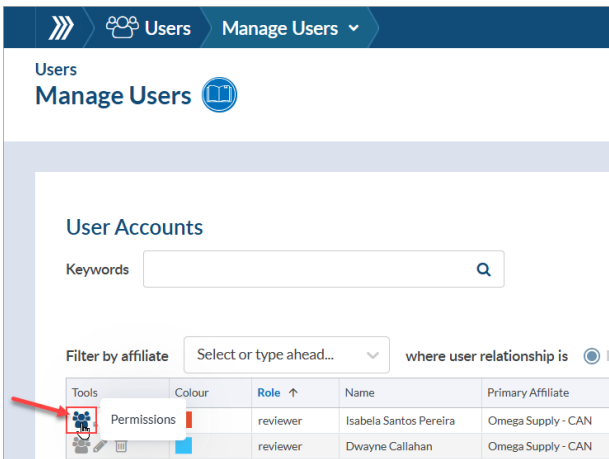 Users Manage Users
Users
Manage Users
User Accounts
Keywords
Filter by affiliate Select or type ahead... where user relationship is
Tools Colour Role ↑ Name Primary Affiliate
Permissions reviewer Isabela Santos Pereira Omega Supply - CAN
reviewer Dwayne Callahan Omega Supply - CAN